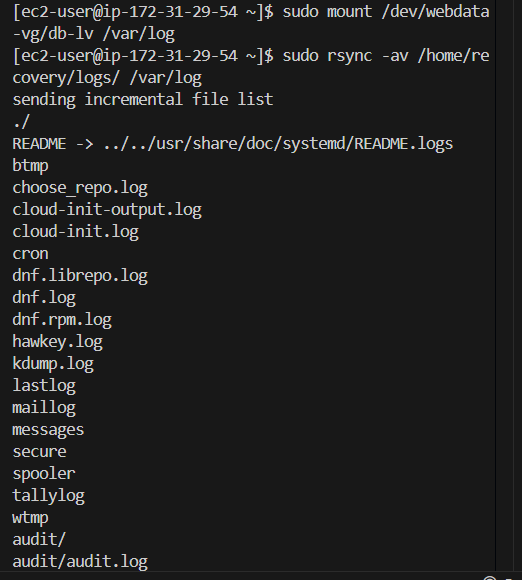 [ec2-user@ip-172-31-29-54 ~]$ sudo mount /dev/webdata
-vg/db-lv /var/log
[ec2-user@ip-172-31-29-54 ~]$ sudo rsync -av /home/re
covery/logs/ /var/log
sending incremental file list
./
README -> ../../usr/share/doc/systemd/README.logs
btmp
choose_repo.log
cloud-init-output.log
cloud-init.log
cron
dnf.librepo.log
dnf.log
dnf.rpm.log
hawkey.log
kdump.log
lastlog
maillog
messages
secure
spooler
tallylog
wtmp
audit/
audit/audit.log